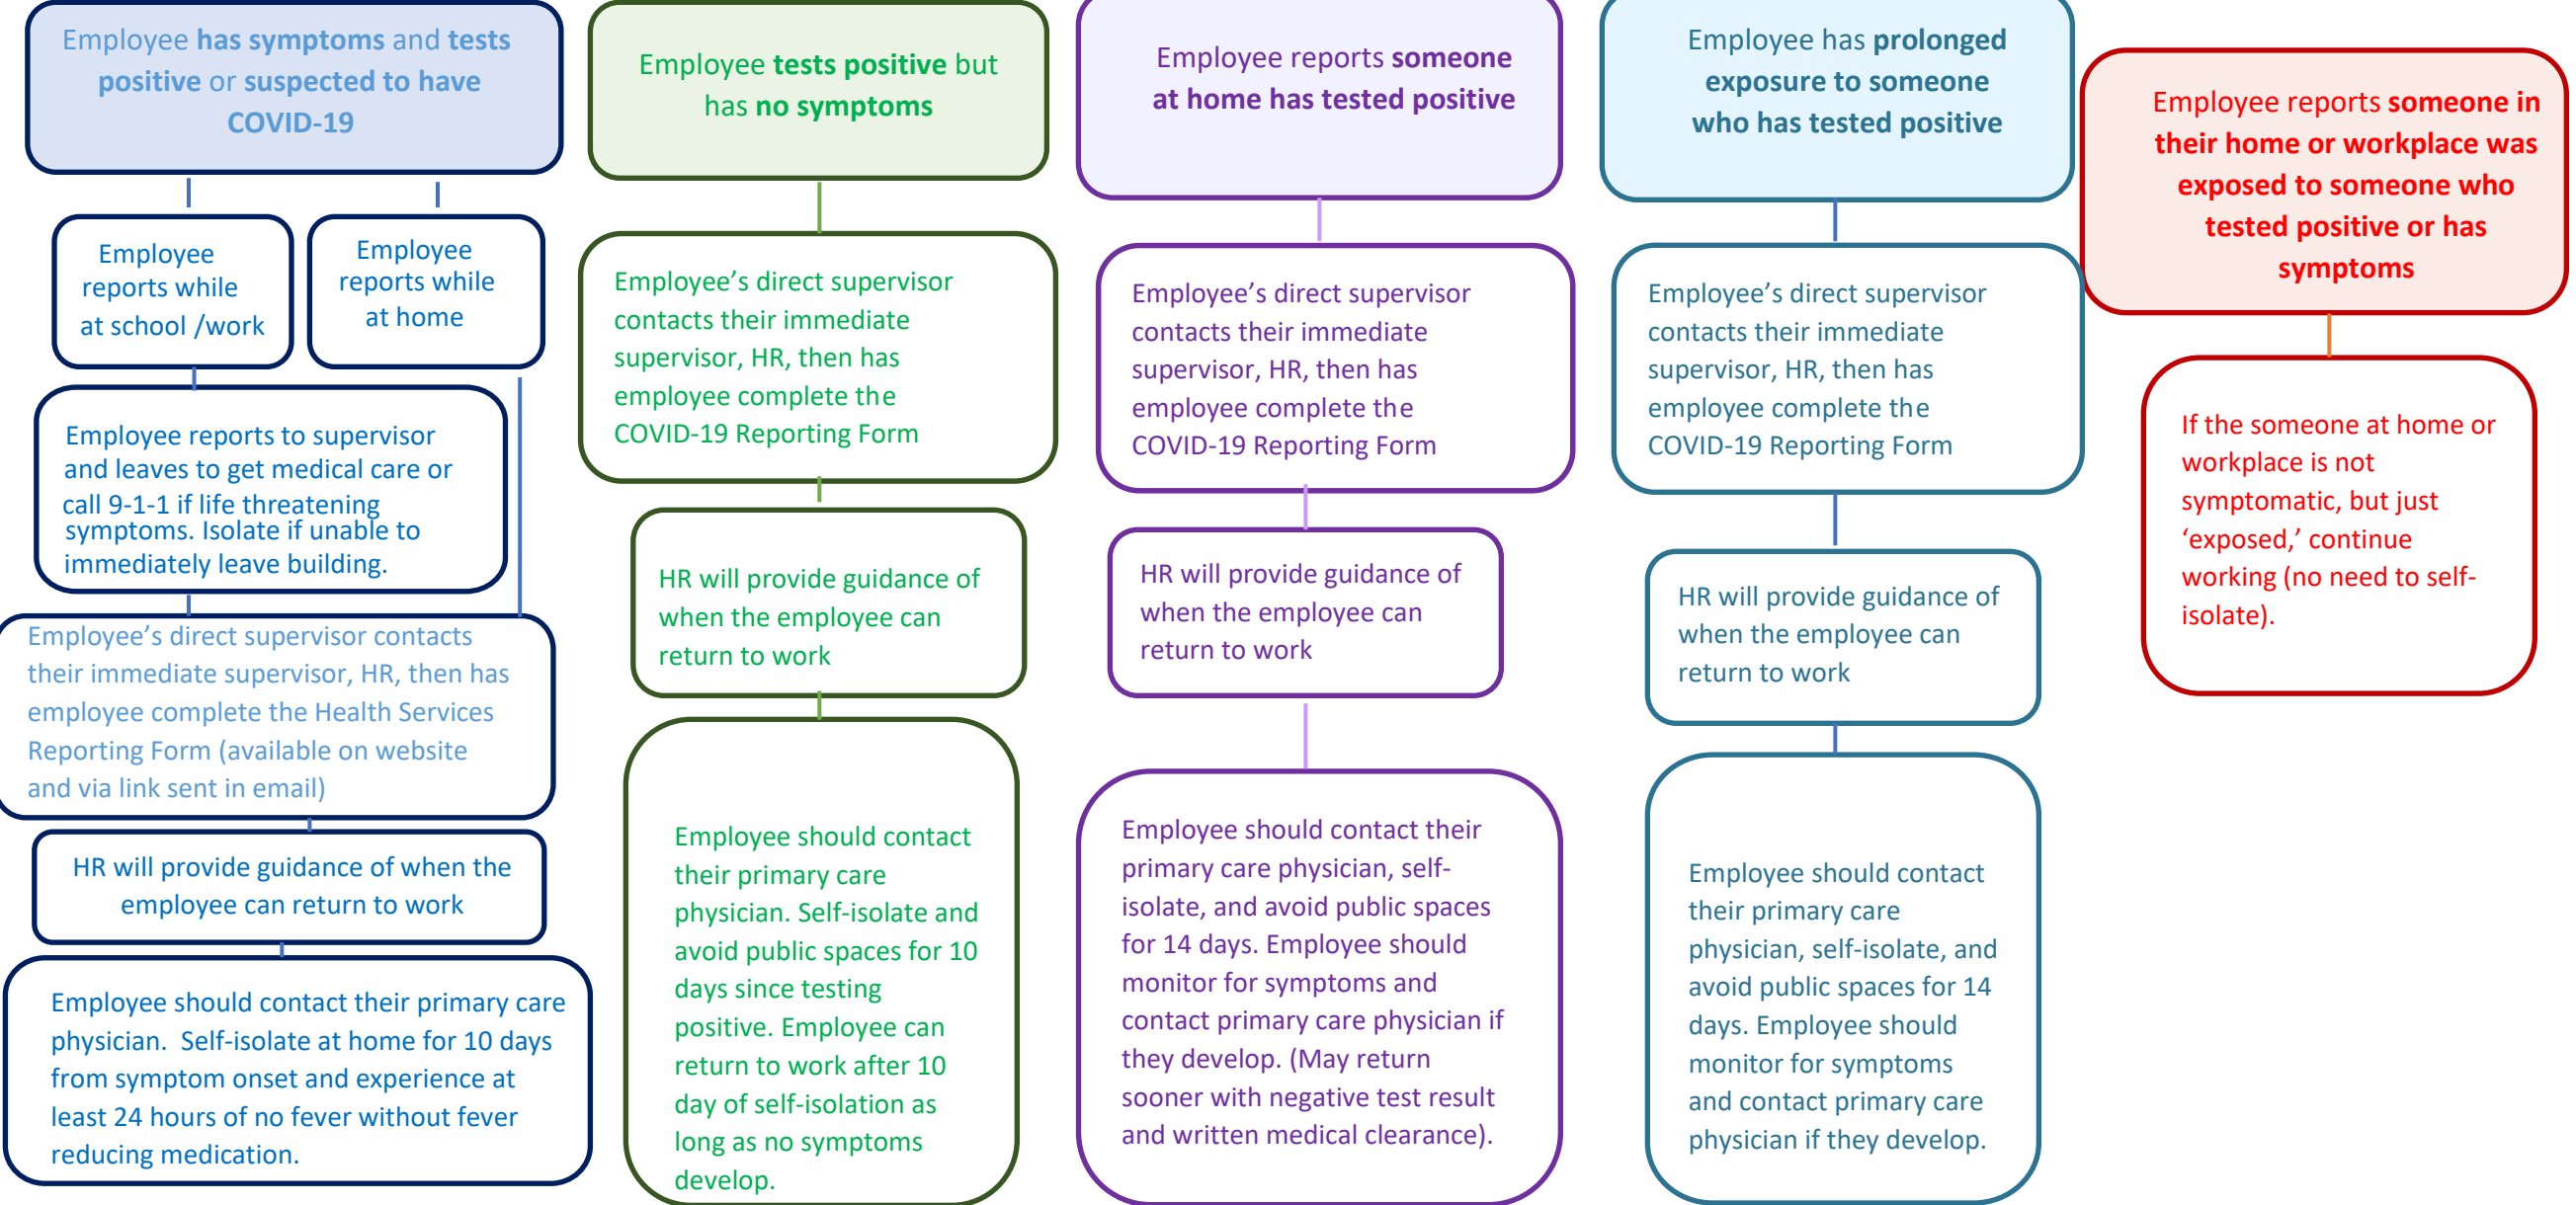 Employee has symptoms and tests
positive or suspected to have
COVID-19
Employee
reports while
at school /work
Employee
reports while
at home
Employee reports to supervisor
and leaves to get medical care or
call 9-1-1 if life threatening
symptoms. Isolate if unable to
immediately leave building.
Employee’s direct supervisor contacts
their immediate supervisor, HR, then has
employee complete the Health Services
Reporting Form (available on website
and via link sent in email)
HR will provide guidance of when the
employee can return to work
Employee should contact their primary care
physician.  Self-isolate at home for 10 days
from symptom onset and experience at
least 24 hours of no fever without fever
reducing medication.
Employee tests positive but
has no symptoms
Employee’s direct supervisor
contacts their immediate
supervisor, HR, then has
employee complete the
COVID-19 Reporting Form
HR will provide guidance of
when the employee can
return to work
Employee should contact
their primary care
physician. Self-isolate and
avoid public spaces for 10
days since testing
positive. Employee can
return to work after 10
day of self-isolation as
long as no symptoms
develop.
Employee reports someone
at home has tested positive
Employee’s direct supervisor
contacts their immediate
supervisor, HR, then has
employee complete the
COVID-19 Reporting Form
HR will provide guidance of
when the employee can
return to work
Employee should contact their
primary care physician, self-
isolate, and avoid public spaces
for 14 days. Employee should
monitor for symptoms and
contact primary care physician if
they develop. (May return
sooner with negative test result
and written medical clearance).
Employee has prolonged
exposure to someone
who has tested positive
Employee’s direct supervisor
contacts their immediate
supervisor, HR, then has
employee complete the
COVID-19 Reporting Form
HR will provide guidance of
when the employee can
return to work
Employee should contact
their primary care
physician, self-isolate, and
avoid public spaces for 14
days. Employee should
monitor for symptoms
and contact primary care
physician if they develop.
Employee reports someone in
their home or workplace was
exposed to someone who
tested positive or has
symptoms
If the someone at home or
workplace is not
symptomatic, but just
‘exposed,’ continue
working (no need to self-
isolate).